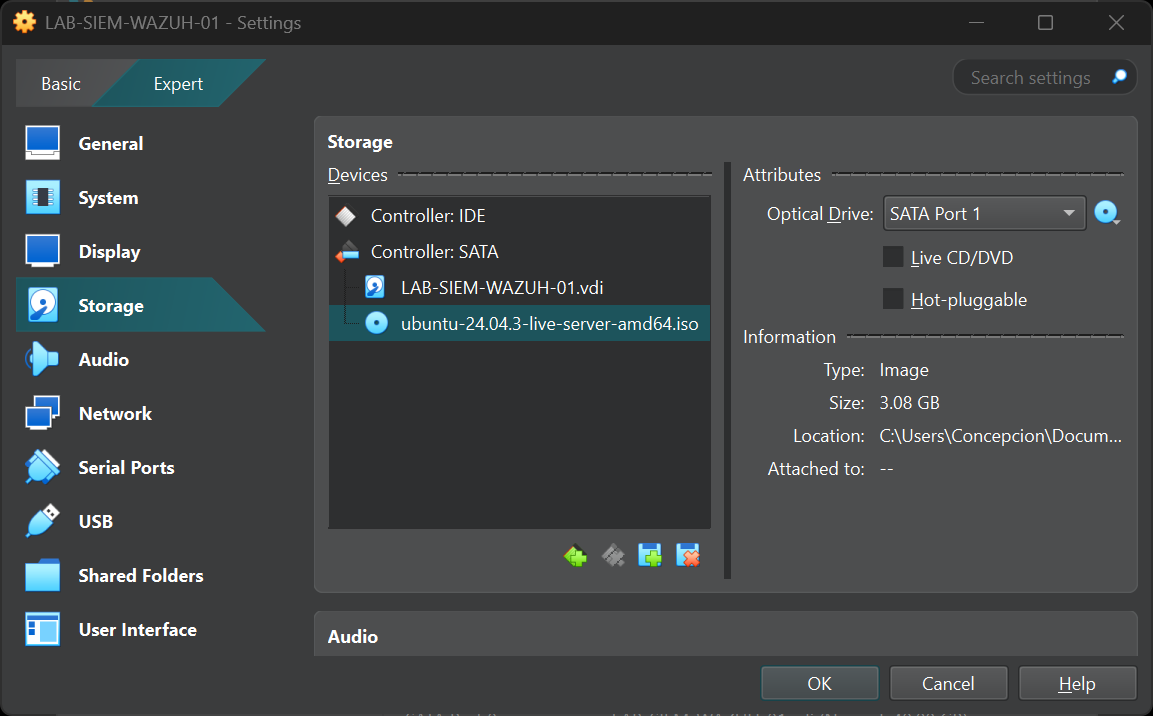 LAB-SIEM-WAZUH-01 - Settings
Basic
Expert
Search settings
General
System
Display
Storage
Audio
Network
Serial Ports
USB
Shared Folders
User Interface
Storage
Devices
Controller: IDE
Controller: SATA
LAB-SIEM-WAZUH-01.vdi
ubuntu-24.04.3-live-server-amd64.iso
Attributes
Optical Drive: SATA Port 1
Live CD/DVD
Hot-pluggable
Information
Type: Image
Size: 3.08 GB
Location: C:\Users\Concepcion\Docum...
Attached to: --
Audio
OK
Cancel
Help